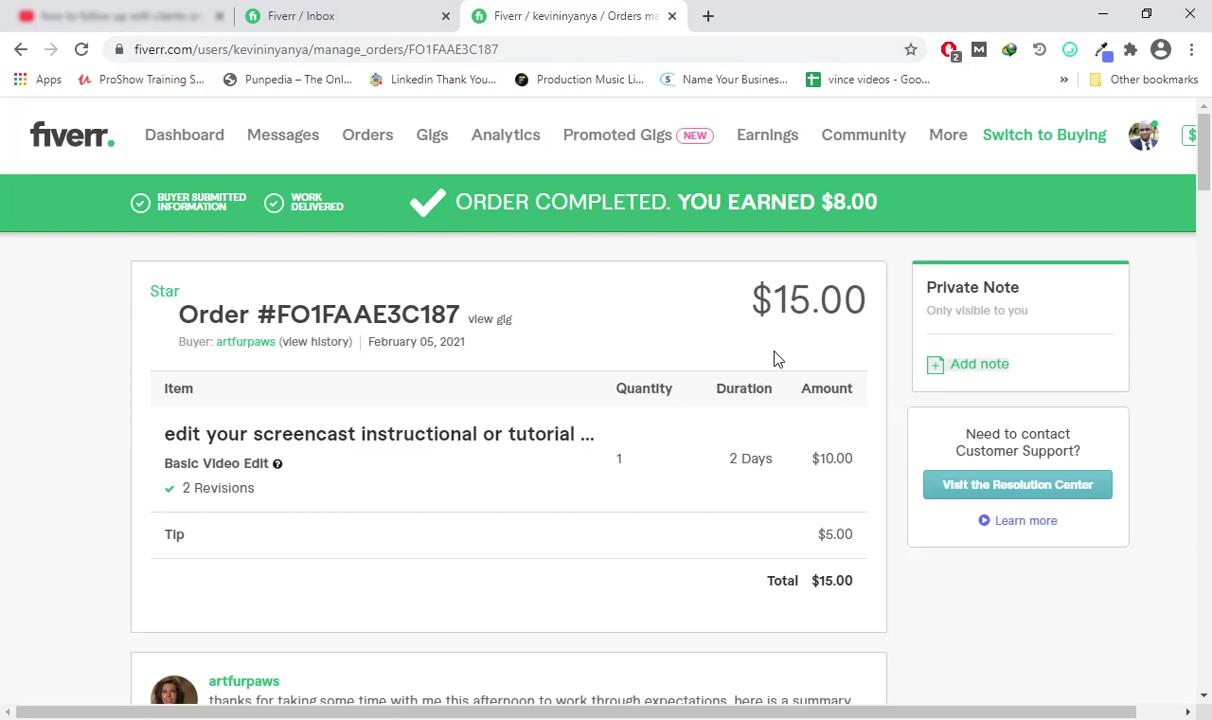 Fiverr / Inbox
Fiverr / kevininyanya / Orders ma
fiverr.com/users/kevininyanya/manage_orders/FO1FAAE3C187
2
Apps
ProShow Training S...
Punpedia – The Onl...
Linkedin Thank You'...
Production Music Li...
Name Your Busines...
vince videos - Goo...
»
Other bookmarks
fiverr.
Dashboard
Messages
Orders
Gigs
Analytics
Promoted Gigs NEW
Earnings
Community
More
Switch to Buying
$
BUYER SUBMITTED
INFORMATION
WORK
DELIVERED
ORDER COMPLETED. YOU EARNED $8.00
Star
Order #FO1FAAE3C187 view gig
$15.00
Buyer: artfurpaws (view history) | February 05, 2021
Item Quantity Duration Amount
edit your screencast instructional or tutorial ...
Basic Video Edit
1 2 Days $10.00
2 Revisions
Tip $5.00
Total $15.00
Private Note
Only visible to you
Add note
Need to contact
Customer Support?
Visit the Resolution Center
Learn more
artfurpaws
thanks for taking some time with me this afternoon to work through expectations. here is a summary